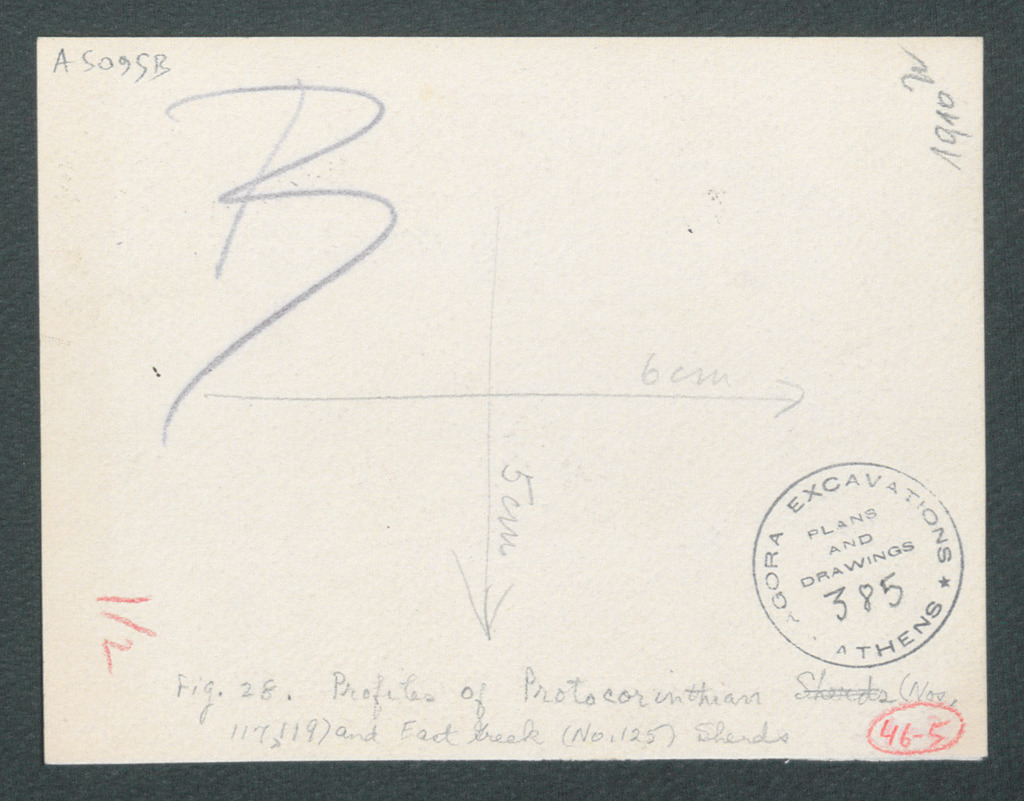 A5095B
1910
B
6 cm
5 cm
AGORA EXCAVATIONS ★ ATHENS
PLANS
AND
DRAWINGS
385
1/2
Fig. 28. Profiles of Protocorinthian Sherds (Nos.
117, 119) and East Greek (No. 125) Sherds
46-5